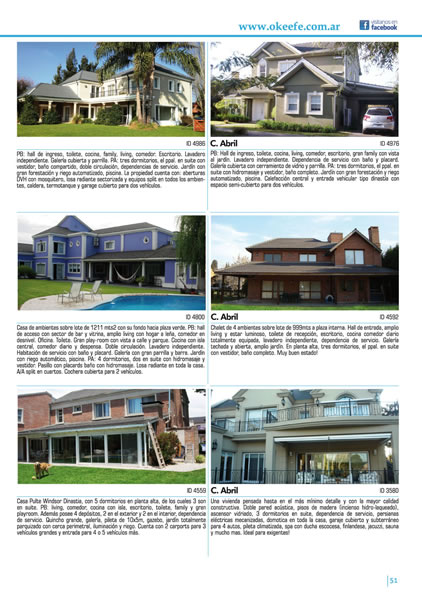 www.okeefe.com.ar
visitanos en
facebook
ID 4986
PB: hall de ingreso, toilete, cocina, family, living, comedor. Escritorio. Lavadero
independiente. Galería cubierta y parrilla. PA: tres dormitorios, el ppal. en suite con
vestidor, baño compartido, doble circulación, dependencias de servicio. Jardín con
gran forestación y riego automatizado, piscina. La propiedad cuenta con: aberturas
DVH con mosquitero, losa radiante sectorizada y equipos split en todos los ambien-
tes, caldera, termotanque y garage cubierto para dos vehículos.
C. Abril
ID 4976
PB: Hall de ingreso, toilete, cocina, living, comedor, escritorio, gran family con vista
al jardín. Lavadero independiente. Dependencia de servicio con baño y placard.
Galería cubierta con cerramiento de vidrio y parrilla. PA: tres dormitorios, el ppal. en
suite con hidromasaje y vestidor, baño completo. Jardín con gran forestación y riego
automatizado, piscina. Calefacción central y entrada vehicular tipo dinastía con
espacio semi-cubierto para dos vehículos.
ID 4800
Casa de ambientes sobre lote de 1211 mts2 con su fondo hacia plaza verde. PB: hall
de acceso con sector de bar y vitrina, amplio living con hogar a leña, comedor en
desnivel. Oficina. Toilete. Gran play-room con vista a calle y parque. Cocina con isla
central, comedor diario y despensa. Doble circulación. Lavadero independiente.
Habitación de servicio con baño y placard. Galería con gran parrilla y barra. Jardín
con riego automático, piscina. PA: 4 dormitorios, dos en suite con hidromasaje y
vestidor. Pasillo con placards baño con hidromasaje. Losa radiante en toda la casa.
A/A split en cuartos. Cochera cubierta para 2 vehículos.
C. Abril
ID 4592
Chalet de 4 ambientes sobre lote de 999mts a plaza interna. Hall de entrada, amplio
living y estar luminoso, toilete de recepción, escritorio, cocina comedor diario
totalmente equipada, lavadero independiente, dependencia de servicio. Galería
techada y abierta, amplio jardín. En planta alta, tres dormitorios, el ppal. en suite
con vestidor, baño completo. Muy buen estado!
ID 4559
Casa Pulte Windsor Dinastía, con 5 dormitorios en planta alta, de los cuales 3 son
en suite. PB: living, comedor, cocina con isla, escritorio, toilete, family y gran
playroom. Además posee 4 depósitos, 2 en el exterior y 2 en el interior, dependencia
de servicio. Quincho grande, galería, pileta de 10x5m, gazebo, jardín totalmente
parquizado con cerca perimetral, iluminación y riego. Cuenta con 2 carports para 3
vehículos grandes y entrada para 4 o 5 vehículos más.
C. Abril
ID 3580
Una vivienda pensada hasta en el más mínimo detalle y con la mayor calidad
constructiva. Doble pared acústica, pisos de madera (incienso hidro-laqueado),
ascensor vidriado, 3 dormitorios en suite, dependencia de servicio, persianas
eléctricas mecanizadas, domotica en toda la casa, garaje cubierto y subterráneo
para 4 autos, pileta climatizada, spa con ducha escocesa, finlandesa, jacuzzi, sauna
y mucho mas. Ideal para exigentes!
51